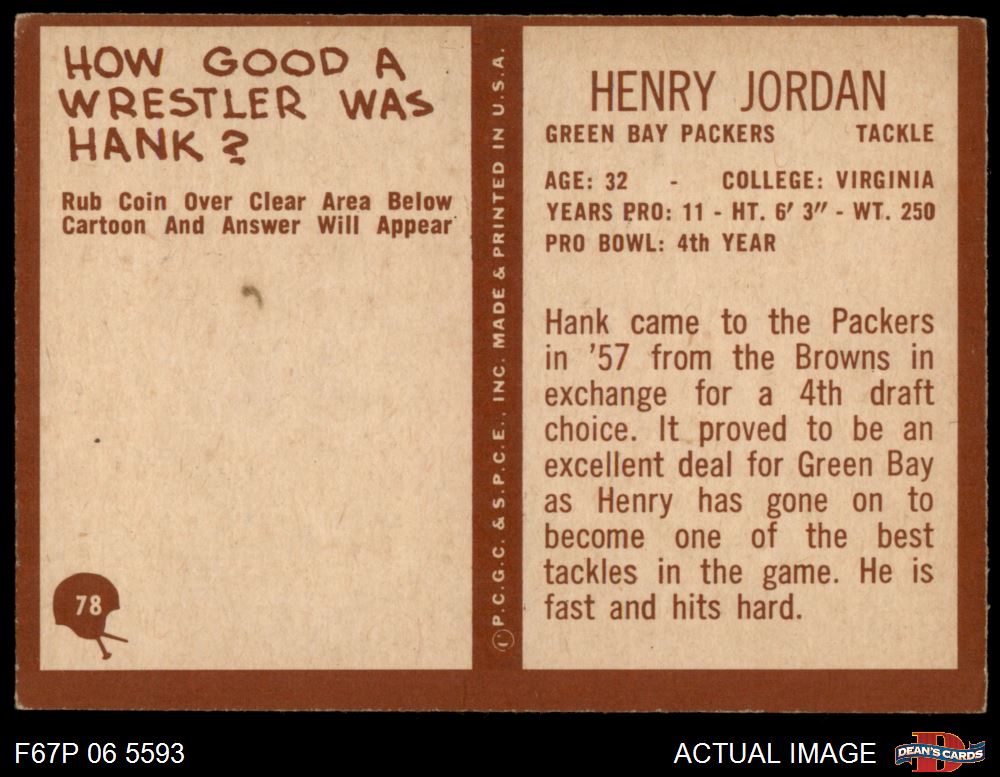 HOW GOOD A
WRESTLER WAS
HANK?
Rub Coin Over Clear Area Below
Cartoon And Answer Will Appear
78
© P.C.G.C. & S.P.C.E., INC. MADE & PRINTED IN U.S.A.
HENRY JORDAN
GREEN BAY PACKERS TACKLE
AGE: 32 - COLLEGE: VIRGINIA
YEARS PRO: 11 - HT. 6' 3" - WT. 250
PRO BOWL: 4th YEAR
Hank came to the Packers
in '57 from the Browns in
exchange for a 4th draft
choice. It proved to be an
excellent deal for Green Bay
as Henry has gone on to
become one of the best
tackles in the game. He is
fast and hits hard.
F67P 06 5593
ACTUAL IMAGE
D
DEAN'S CARDS